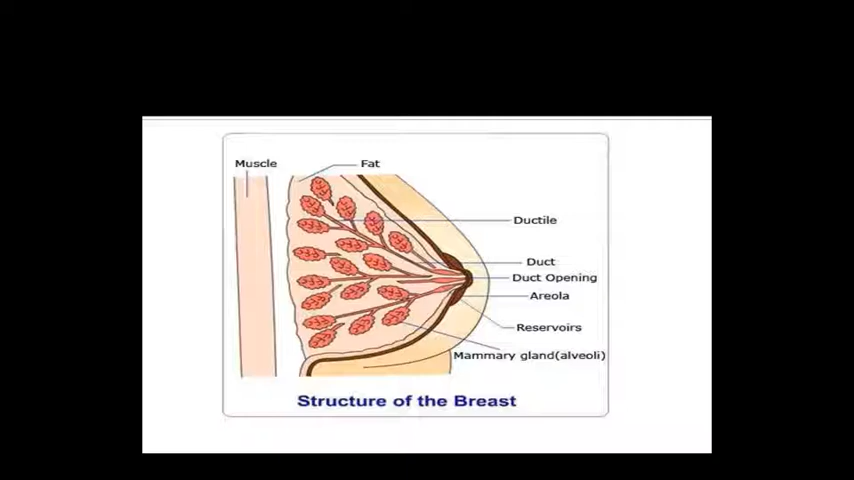 Muscle
Fat
Ductile
Duct
Duct Opening
Areola
Reservoirs
Mammary gland(alveoli)
Structure of the Breast